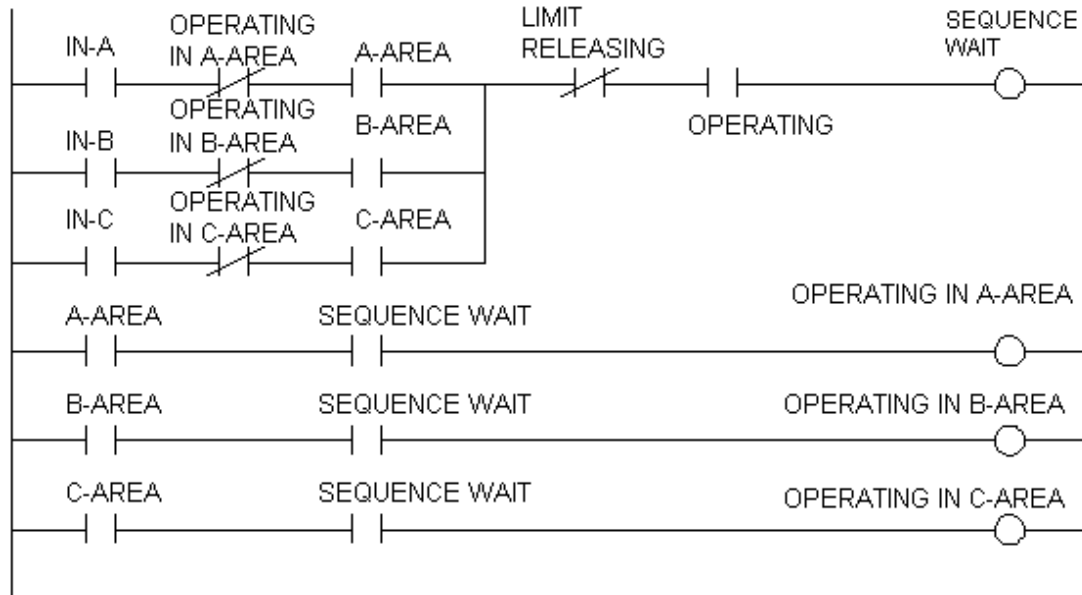 IN-A
OPERATING
IN A-AREA
A-AREA
LIMIT
RELEASING
OPERATING
SEQUENCE
WAIT
IN-B
OPERATING
IN B-AREA
B-AREA
IN-C
OPERATING
IN C-AREA
C-AREA
A-AREA
SEQUENCE WAIT
OPERATING IN A-AREA
B-AREA
SEQUENCE WAIT
OPERATING IN B-AREA
C-AREA
SEQUENCE WAIT
OPERATING IN C-AREA